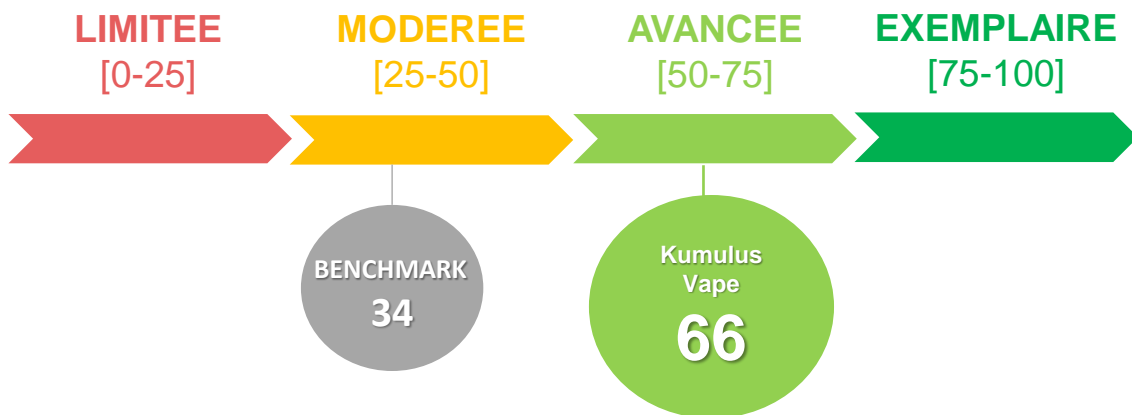 LIMITEE
[0-25]
MODEREE
[25-50]
AVANCEE
[50-75]
EXEMPLAIRE
[75-100]
BENCHMARK
34
Kumulus
Vape
66